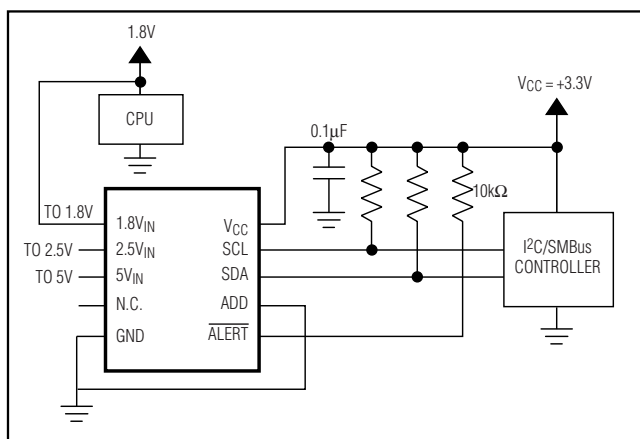 1.8V
CPU
VCC = +3.3V
0.1µF
10kΩ
TO 1.8V
TO 2.5V
TO 5V
1.8VIN
2.5VIN
5VIN
N.C.
GND
VCC
SCL
SDA
ADD
ALERT
I2C/SMBus
CONTROLLER